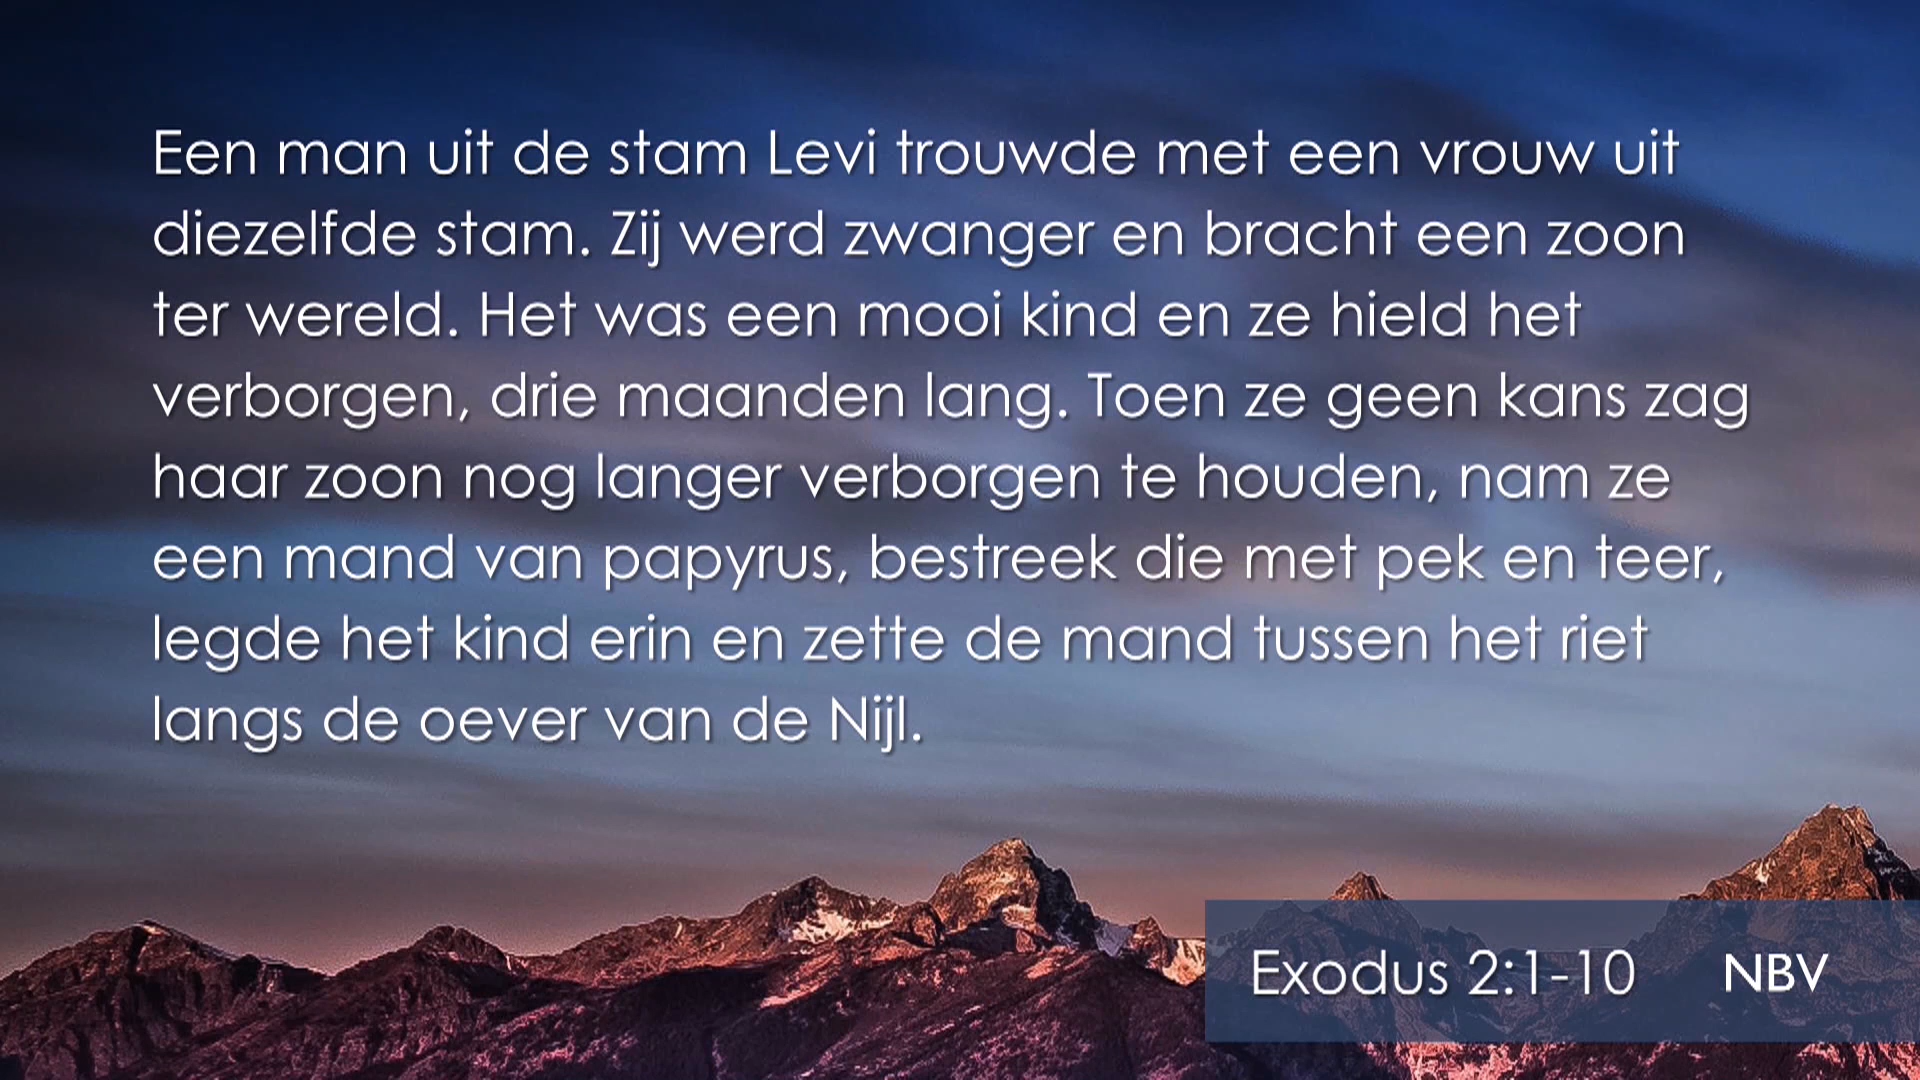 Een man uit de stam Levi trouwde met een vrouw uit
diezelfde stam. Zij werd zwanger en bracht een zoon
ter wereld. Het was een mooi kind en ze hield het
verborgen, drie maanden lang. Toen ze geen kans zag
haar zoon nog langer verborgen te houden, nam ze
een mand van papyrus, bestreek die met pek en teer,
legde het kind erin en zette de mand tussen het riet
langs de oever van de Nijl.
Exodus 2:1-10 NBV